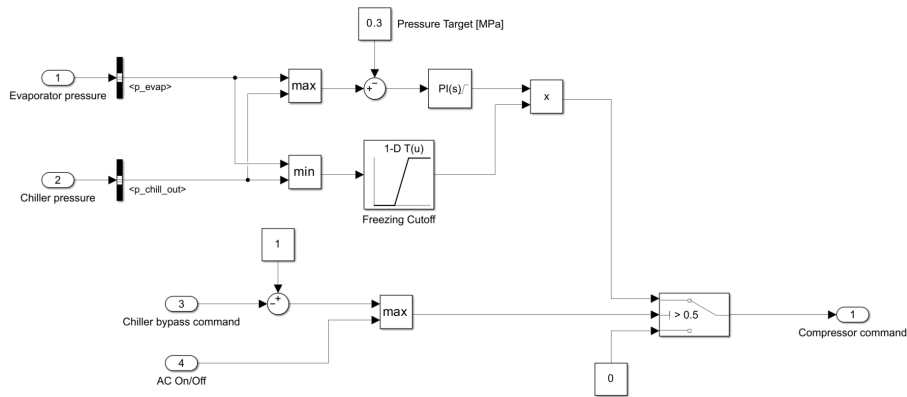 0.3
Pressure Target [MPa]
1
Evaporator pressure
<p_evap>
max
−
+
PI(s)
x
2
Chiller pressure
<p_chill_out>
min
1-D T(u)
Freezing Cutoff
1
3
Chiller bypass command
+
−
max
4
AC On/Off
> 0.5
0
1
Compressor command